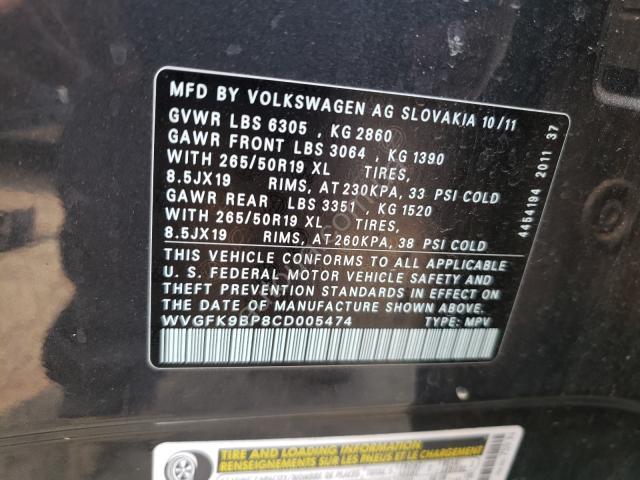 MFD BY VOLKSWAGEN AG SLOVAKIA 10/11
GVWR LBS 6305 , KG 2860
GAWR FRONT LBS 3064 , KG 1390
WITH 265/50R19 XL TIRES,
8.5JX19 RIMS, AT 230KPA, 33 PSI COLD
GAWR REAR LBS 3351 , KG 1520
WITH 265/50R19 XL TIRES,
8.5JX19 RIMS, AT 260KPA, 38 PSI COLD
THIS VEHICLE CONFORMS TO ALL APPLICABLE
U. S. FEDERAL MOTOR VEHICLE SAFETY AND
THEFT PREVENTION STANDARDS IN EFFECT ON
THE DATE OF MANUFACTURE SHOWN ABOVE.
WVGFK9BP8CD005474 TYPE: MPV
4454194 2011 37
TIRE AND LOADING INFORMATION
RENSEIGNEMENTS SUR LES PNEUS ET LE CHARGEMENT